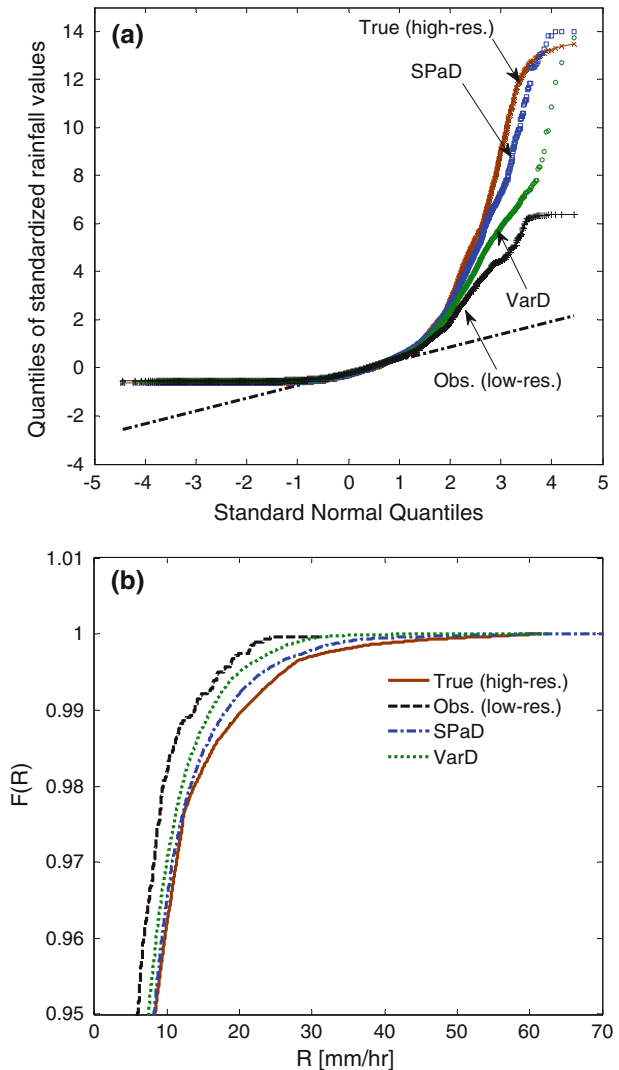 (a)
True (high-res.)
SPaD
VarD
Obs. (low-res.)
14
12
10
8
6
4
2
0
-2
-4
Quantiles of standardized rainfall values
-5 -4 -3 -2 -1 0 1 2 3 4 5
Standard Normal Quantiles
(b)
1.01
1
0.99
0.98
0.97
0.96
0.95
F(R)
True (high-res.)
Obs. (low-res.)
SPaD
VarD
0 10 20 30 40 50 60 70
R [mm/hr]